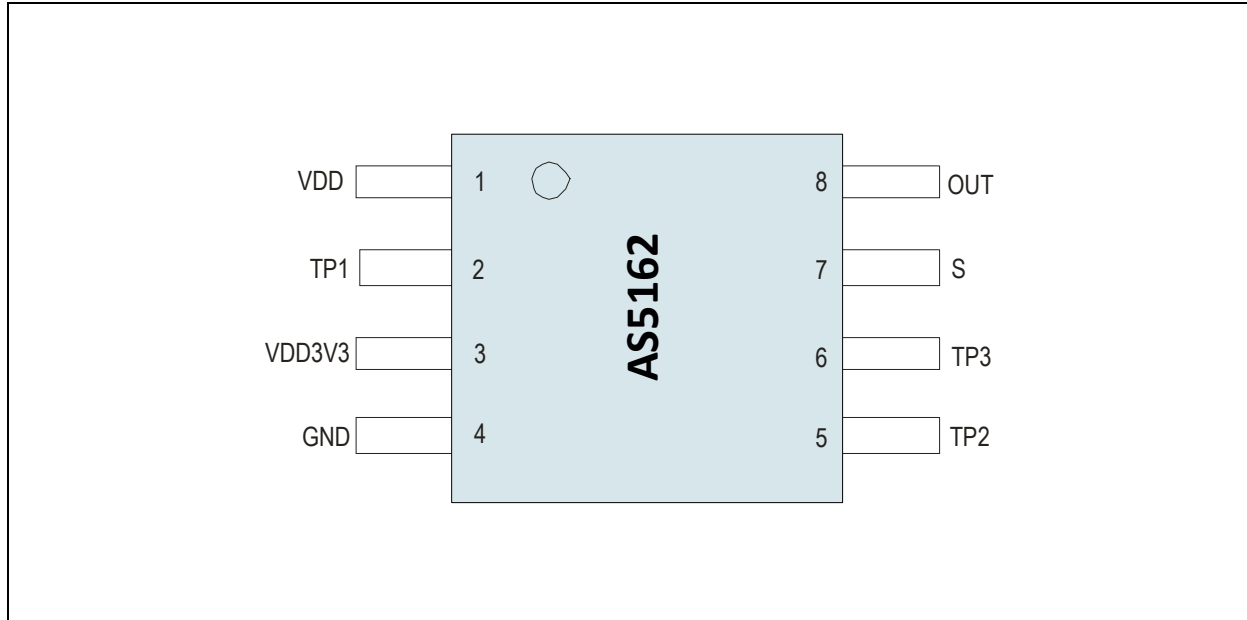 VDD 1 8 OUT
TP1 2 7 S
VDD3V3 3 6 TP3
GND 4 5 TP2
AS5162